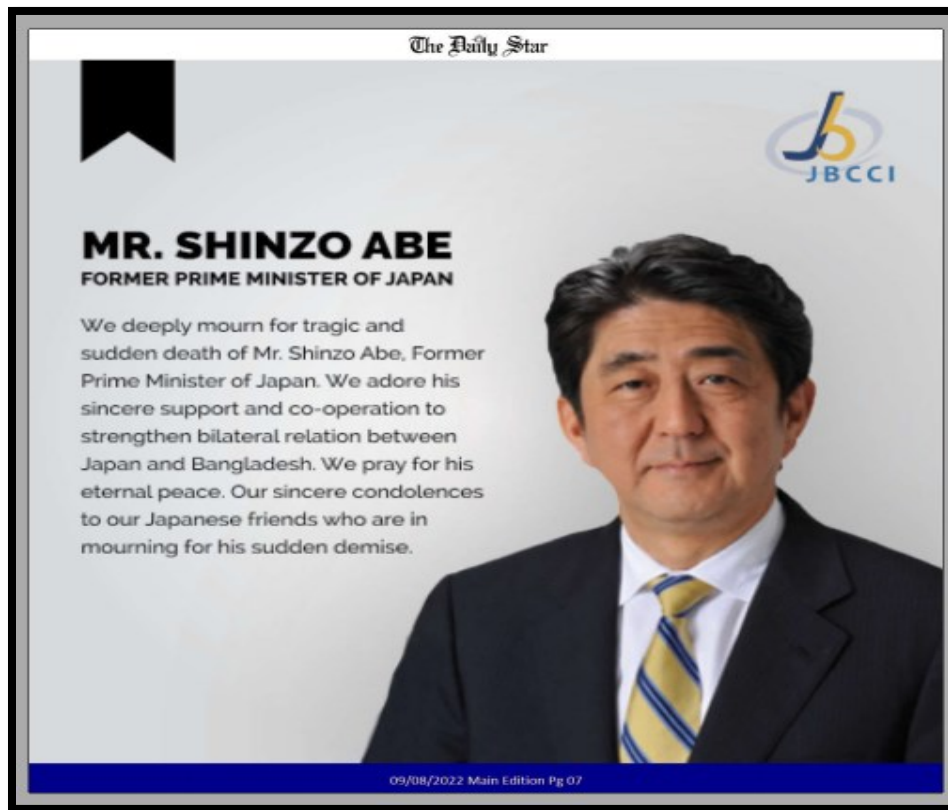 The Daily Star
JBCCI
MR. SHINZO ABE
FORMER PRIME MINISTER OF JAPAN
We deeply mourn for tragic and
sudden death of Mr. Shinzo Abe, Former
Prime Minister of Japan. We adore his
sincere support and co-operation to
strengthen bilateral relation between
Japan and Bangladesh. We pray for his
eternal peace. Our sincere condolences
to our Japanese friends who are in
mourning for his sudden demise.
09/08/2022 Main Edition Pg 07